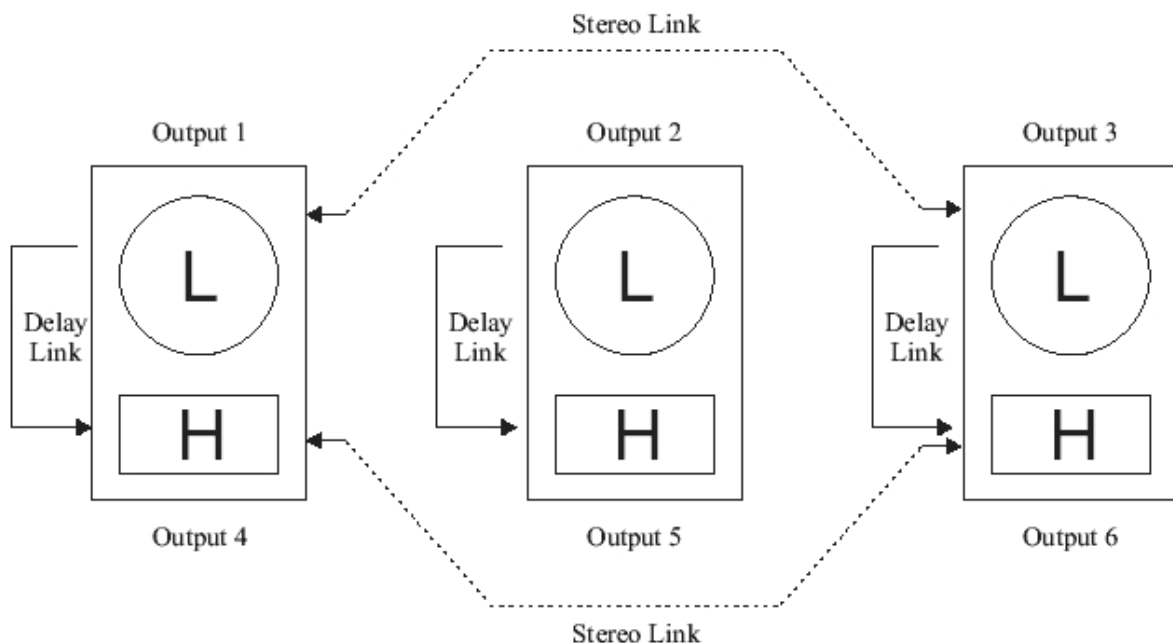 Stereo Link
Output 1
Output 2
Output 3
L
L
L
Delay
Link
Delay
Link
Delay
Link
H
H
H
Output 4
Output 5
Output 6
Stereo Link